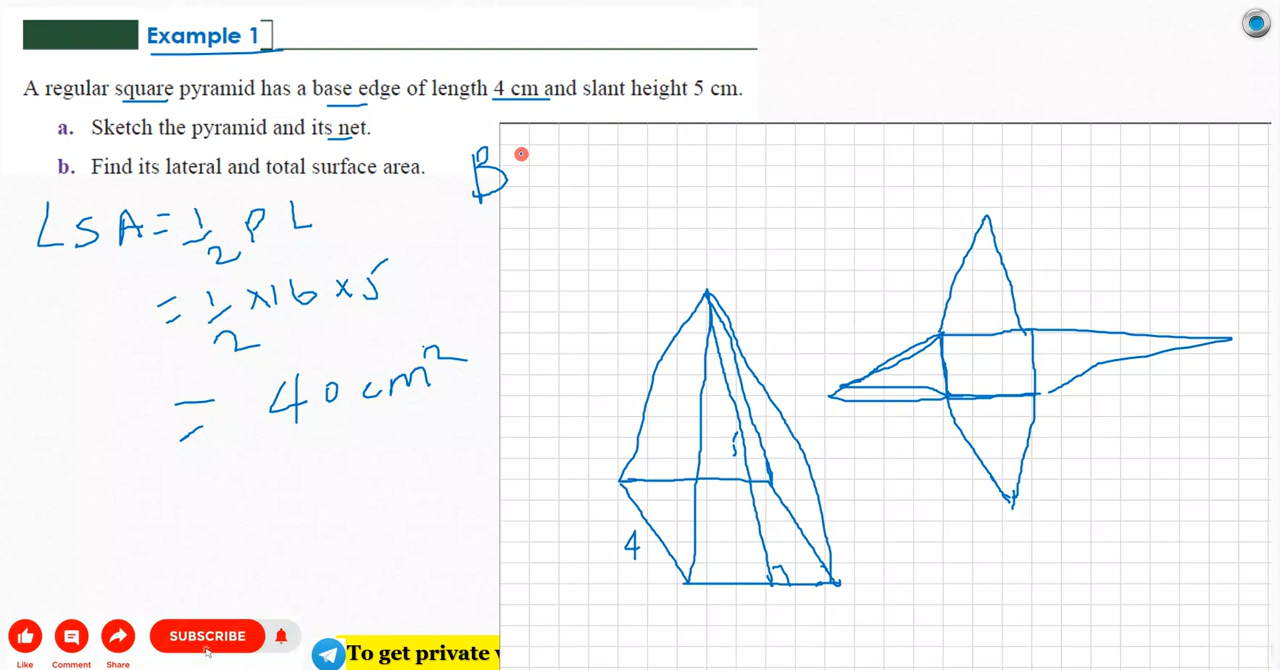 Example 1
A regular square pyramid has a base edge of length 4 cm and slant height 5 cm.
a. Sketch the pyramid and its net.
b. Find its lateral and total surface area.
B
LSA = 1/2 P L
= 1/2 × 16 × 5
= 40 cm²
5
4
Like
Comment
Share
SUBSCRIBE
To get private